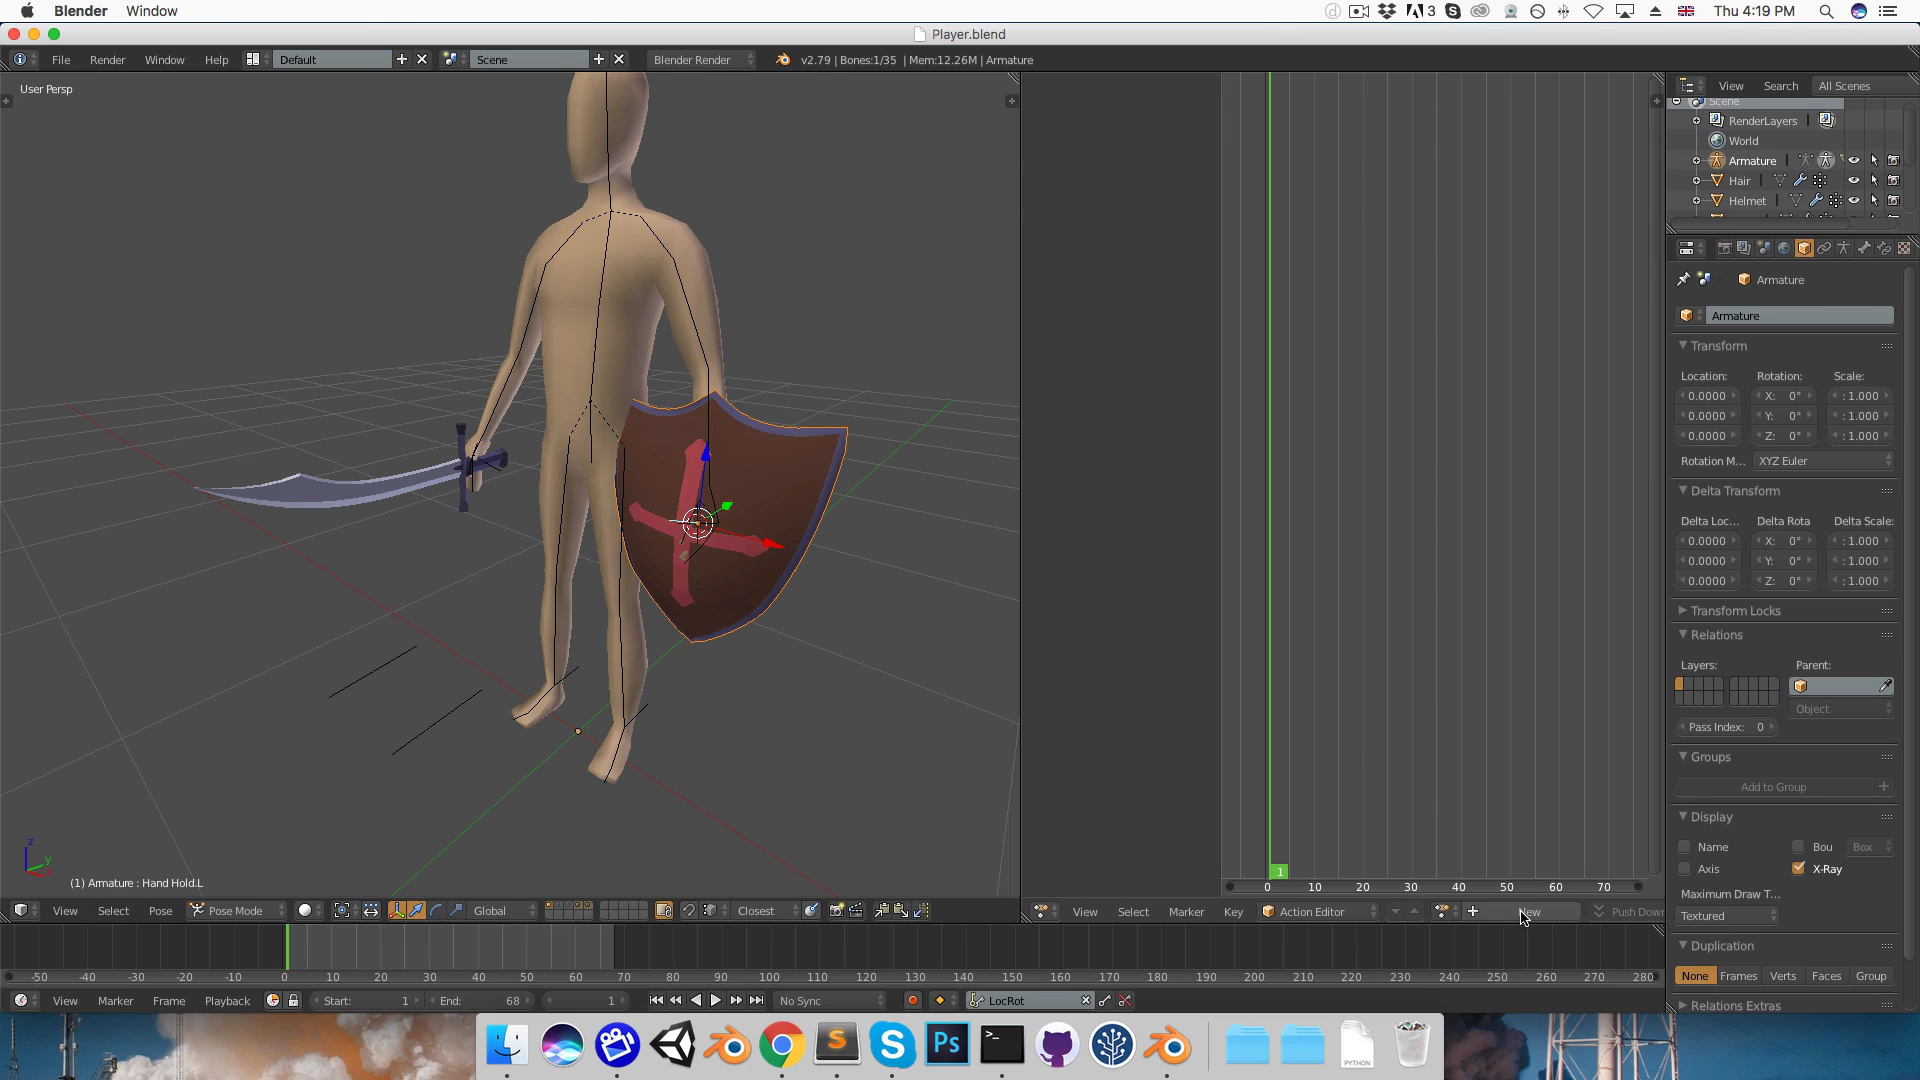 Blender Window 3 Thu 4:19 PM
Player.blend
File Render Window Help Default Scene Blender Render v2.79 | Bones:1/35 | Mem:12.26M | Armature
User Persp
View Search All Scenes
Scene
RenderLayers
World
Armature
Hair
Helmet
Armature
Armature
Transform
Location: Rotation: Scale:
0.0000 X: 0° : 1.000
0.0000 Y: 0° : 1.000
0.0000 Z: 0° : 1.000
Rotation M... XYZ Euler
Delta Transform
Delta Loc... Delta Rota Delta Scale:
0.0000 X: 0° : 1.000
0.0000 Y: 0° : 1.000
0.0000 Z: 0° : 1.000
Transform Locks
Relations
Layers: Parent:
Object
Pass Index: 0
Groups
Add to Group
Display
Name Bou Box
Axis X-Ray
Maximum Draw T...
Textured
Duplication
None Frames Verts Faces Group
Relations Extras
z
y
(1) Armature : Hand Hold.L
1
0 10 20 30 40 50 60 70
View Select Pose Pose Mode Global Closest
View Select Marker Key Action Editor New Push Down
-50 -40 -30 -20 -10 0 10 20 30 40 50 60 70 80 90 100 110 120 130 140 150 160 170 180 190 200 210 220 230 240 250 260 270 280
View Marker Frame Playback Start: 1 End: 68 1 No Sync LocRot
S
S
Ps
>_
PYTHON